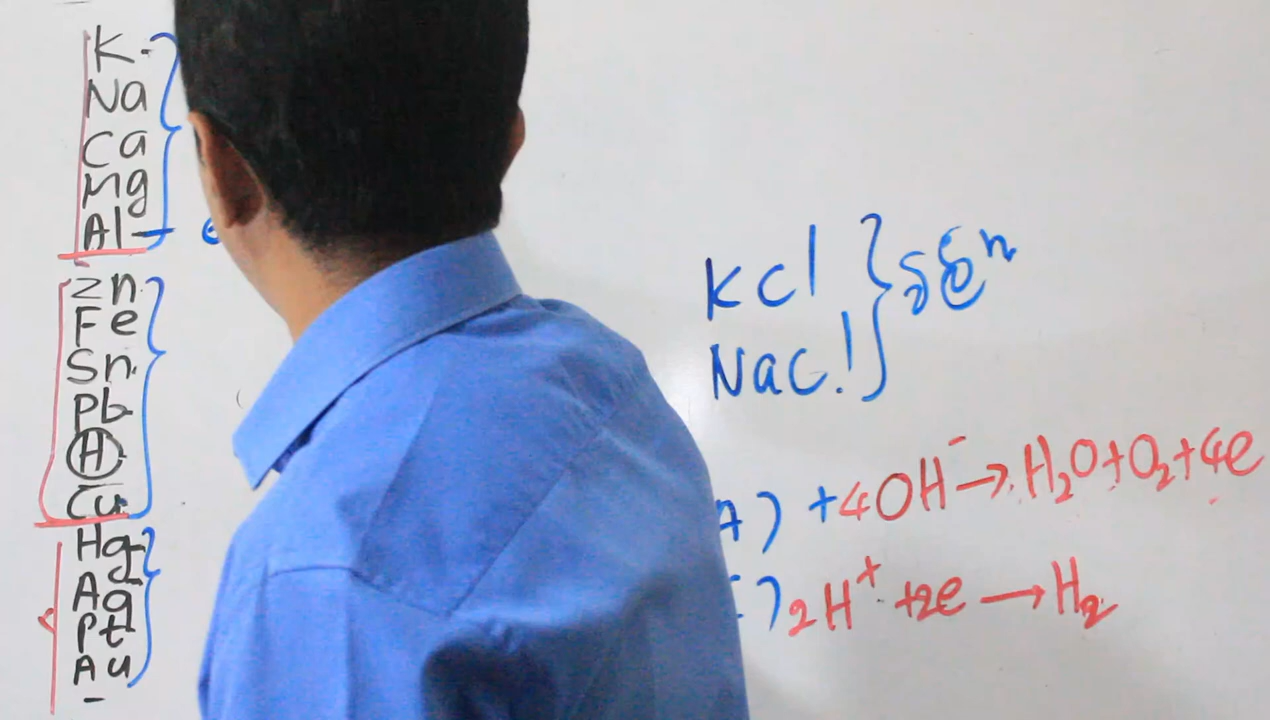 K
Na
Ca
Mg
Al
Zn
Fe
Sn
Pb
H
Cu
Hg
Ag
Pt
Au
KCl
NaCl
A) +4OH⁻ → H₂O + O₂ + 4e
) 2H⁺ + 2e → H₂